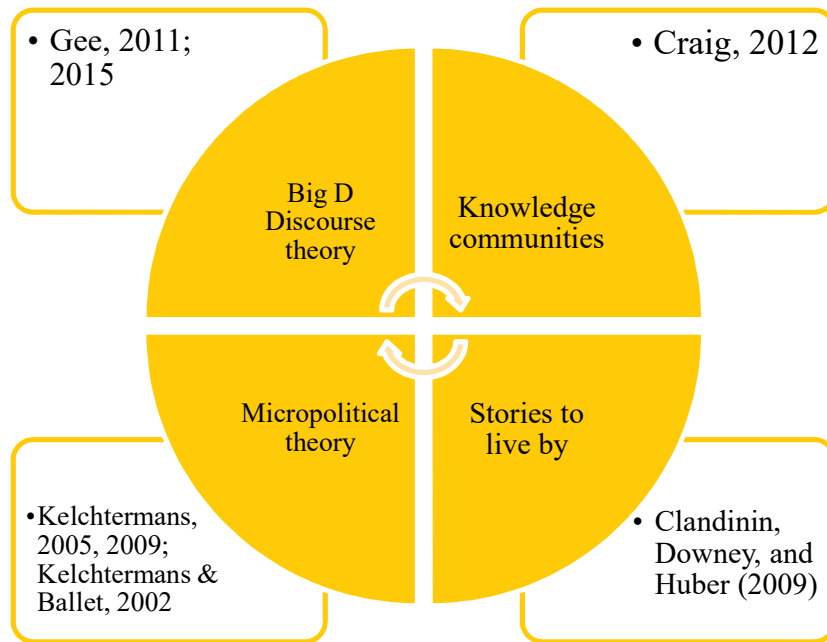 • Gee, 2011;
2015
• Craig, 2012
Big D
Discourse
theory
Knowledge
communities
Micropolitical
theory
Stories to
live by
•Kelchtermans,
2005, 2009;
Kelchtermans &
Ballet, 2002
• Clandinin,
Downey, and
Huber (2009)